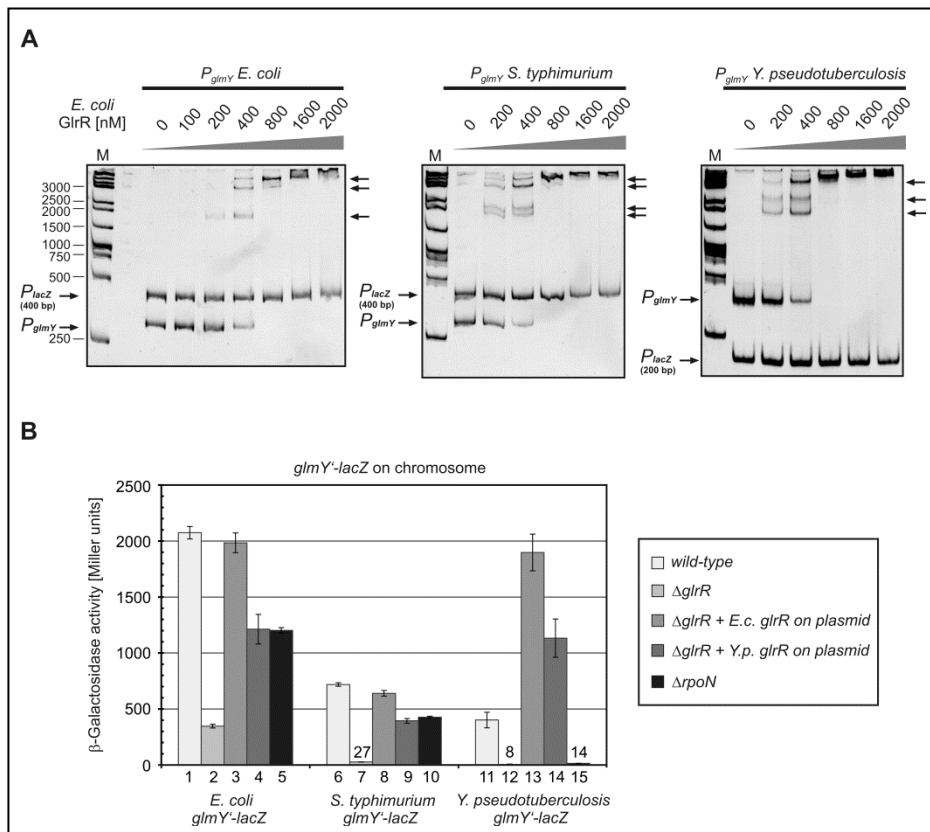 A
PglmY E. coli
PglmY S. typhimurium
PglmY Y. pseudotuberculosis
E. coli
GlrR [nM]
0 100 200 400 800 1600 2000
0 200 400 800 1600 2000
0 200 400 800 1600 2000
M
M
M
3000
2500
2000
1500
1000
750
500
250
PlacZ
(400 bp)
PglmY
PlacZ
(400 bp)
PglmY
PglmY
PlacZ
(200 bp)
B
glmY'-lacZ on chromosome
β-Galactosidase activity [Miller units]
2500
2000
1500
1000
500
0
27
8
14
1 2 3 4 5 6 7 8 9 10 11 12 13 14 15
E. coli
glmY'-lacZ
S. typhimurium
glmY'-lacZ
Y. pseudotuberculosis
glmY'-lacZ
wild-type
ΔglrR
ΔglrR + E.c. glrR on plasmid
ΔglrR + Y.p. glrR on plasmid
ΔrpoN